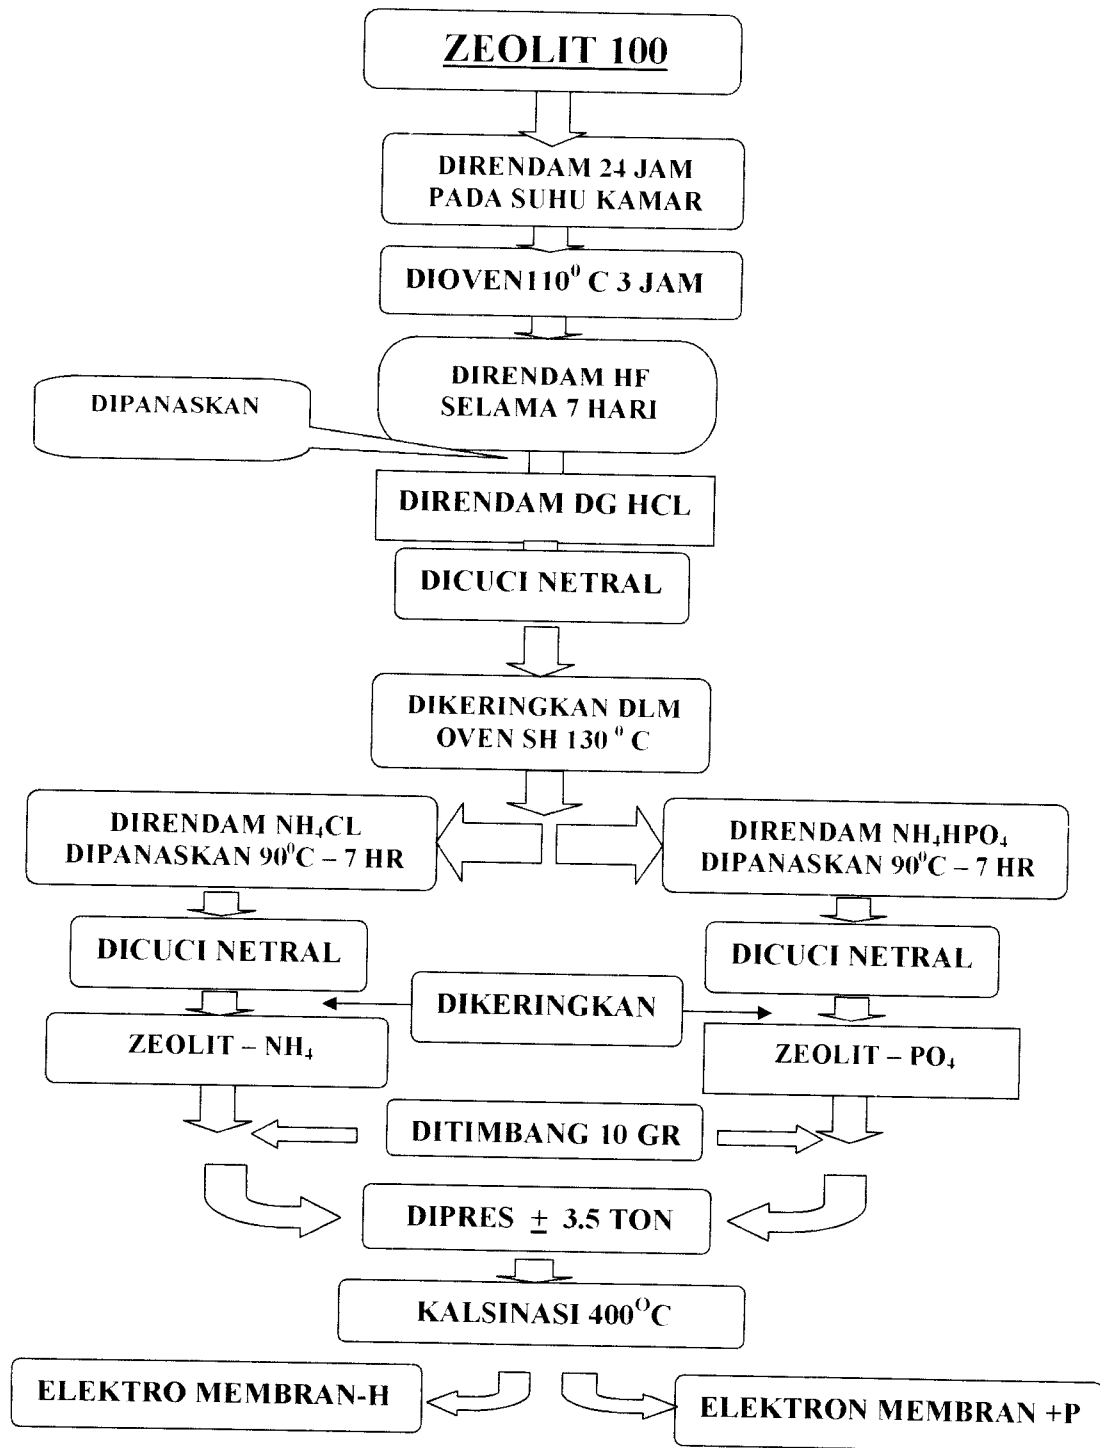 ZEOLIT 100
DIRENDAM 24 JAM
PADA SUHU KAMAR
DIOVEN110⁰ C 3 JAM
DIRENDAM HF
SELAMA 7 HARI
DIPANASKAN
DIRENDAM DG HCL
DICUCI NETRAL
DIKERINGKAN DLM
OVEN SH 130 ⁰ C
DIRENDAM NH₄CL
DIPANASKAN 90⁰C – 7 HR
DIRENDAM NH₄HPO₄
DIPANASKAN 90⁰C – 7 HR
DICUCI NETRAL
DICUCI NETRAL
DIKERINGKAN
ZEOLIT – NH₄
ZEOLIT – PO₄
DITIMBANG 10 GR
DIPRES ± 3.5 TON
KALSINASI 400ᴼC
ELEKTRO MEMBRAN-H
ELEKTRON MEMBRAN +P